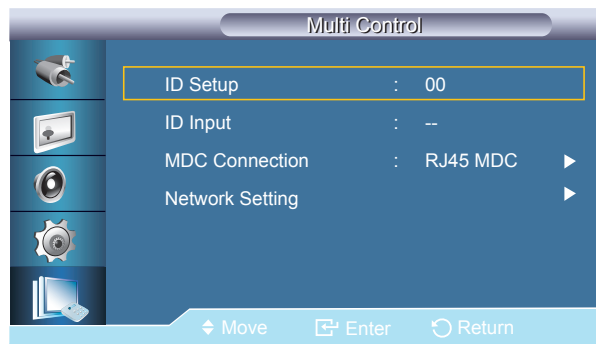 Multi Control
ID Setup : 00
ID Input : --
MDC Connection : RJ45 MDC
Network Setting
Move Enter Return